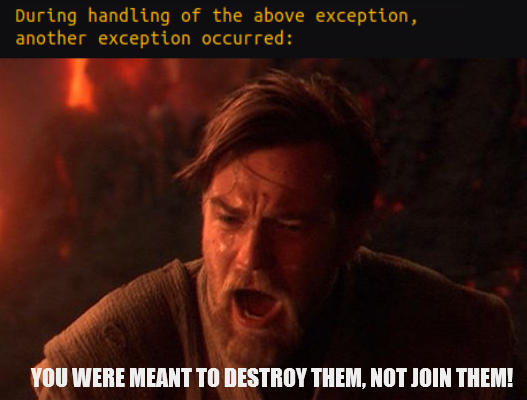 During handling of the above exception,
another exception occurred:
YOU WERE MEANT TO DESTROY THEM, NOT JOIN THEM!